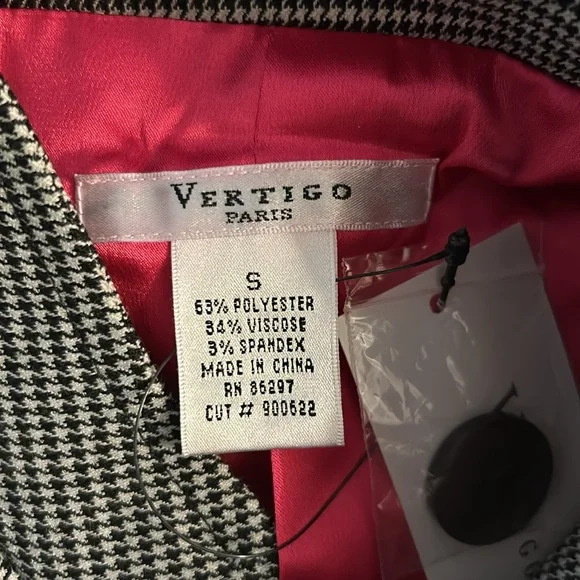 VERTIGO
PARIS
S
63% POLYESTER
34% VISCOSE
3% SPANDEX
MADE IN CHINA
RN 86297
CUT # 900622